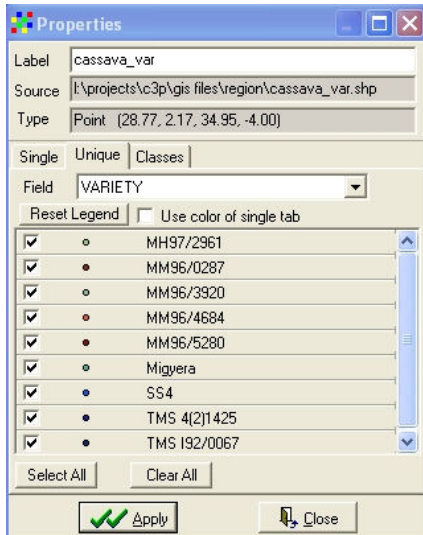 Properties
Label cassava_var
Source I:\projects\c3p\gis files\region\cassava_var.shp
Type Point (28.77, 2.17, 34.95, -4.00)
Single Unique Classes
Field VARIETY
Reset Legend Use color of single tab
MH97/2961
MM96/0287
MM96/3920
MM96/4684
MM96/5280
Migyera
SS4
TMS 4(2)1425
TMS I92/0067
Select All Clear All
Apply Close